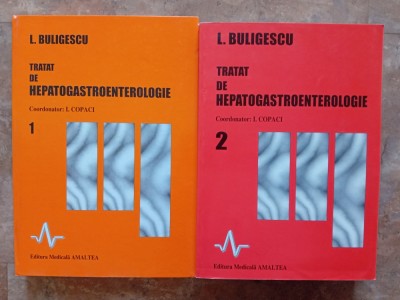 L. BULIGESCU
TRATAT
DE
HEPATOGASTROENTEROLOGIE
Coordonator: I. COPACI
1
Editura Medicală AMALTEA
L. BULIGESCU
TRATAT
DE
HEPATOGASTROENTEROLOGIE
Coordonator: I. COPACI
2
Editura Medicală AMALTEA